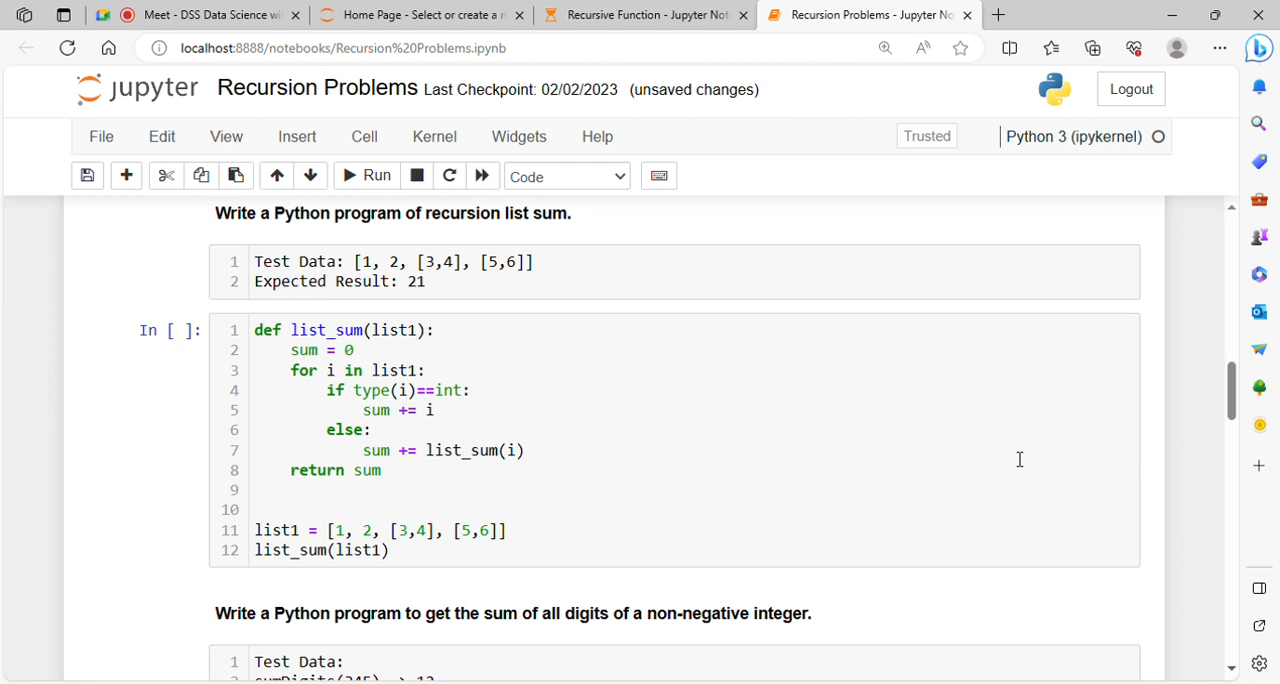 Meet - DSS Data Science wi
Home Page - Select or create a n
Recursive Function - Jupyter Not
Recursion Problems - Jupyter No
localhost:8888/notebooks/Recursion%20Problems.ipynb
jupyter Recursion Problems Last Checkpoint: 02/02/2023 (unsaved changes)
Logout
File Edit View Insert Cell Kernel Widgets Help
Trusted
Python 3 (ipykernel)
Run
Code
Write a Python program of recursion list sum.
1 Test Data: [1, 2, [3,4], [5,6]]
2 Expected Result: 21
In [ ]:
1 def list_sum(list1):
2     sum = 0
3     for i in list1:
4         if type(i)==int:
5             sum += i
6         else:
7             sum += list_sum(i)
8     return sum
9
10
11 list1 = [1, 2, [3,4], [5,6]]
12 list_sum(list1)
Write a Python program to get the sum of all digits of a non-negative integer.
1 Test Data: